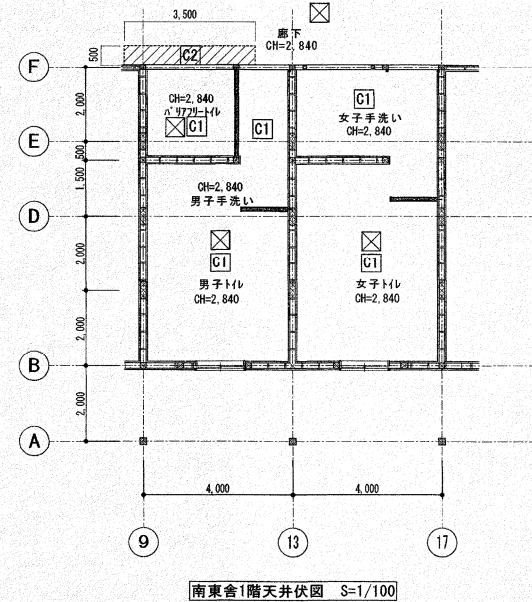 3,500
廊下
CH=2,840
500
C2
F
2,000
CH=2,840
バリアフリートイレ
C1
C1
C1
女子手洗い
CH=2,840
E
500
1,500
CH=2,840
男子手洗い
D
2,000
C1
男子トイレ
CH=2,840
C1
女子トイレ
CH=2,840
2,000
B
2,000
A
4,000
4,000
9
13
17
南東舎1階天井伏図 S=1/100